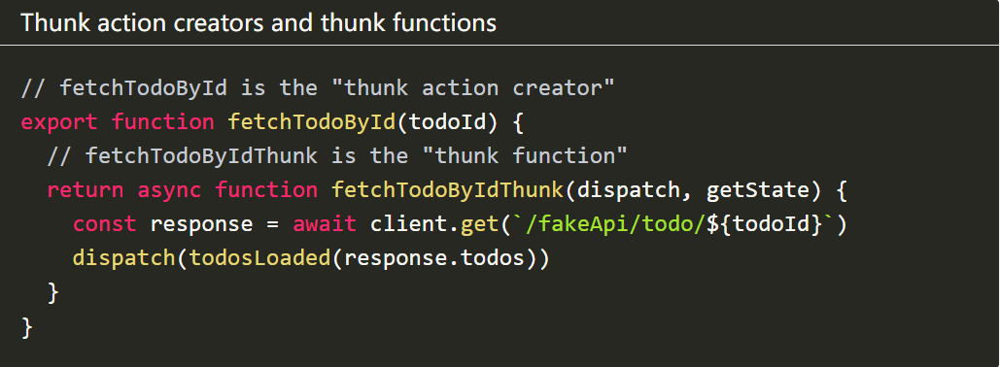 Thunk action creators and thunk functions
// fetchTodoById is the "thunk action creator"
export function fetchTodoById(todoId) {
  // fetchTodoByIdThunk is the "thunk function"
  return async function fetchTodoByIdThunk(dispatch, getState) {
    const response = await client.get(`/fakeApi/todo/${todoId}`)
    dispatch(todosLoaded(response.todos))
  }
}